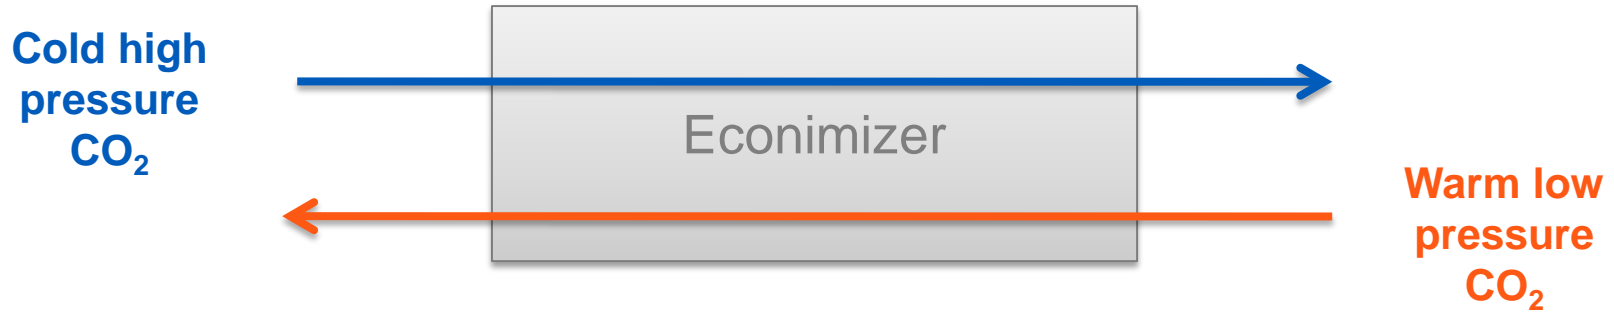 Cold high
pressure
CO₂
Econimizer
Warm low
pressure
CO₂